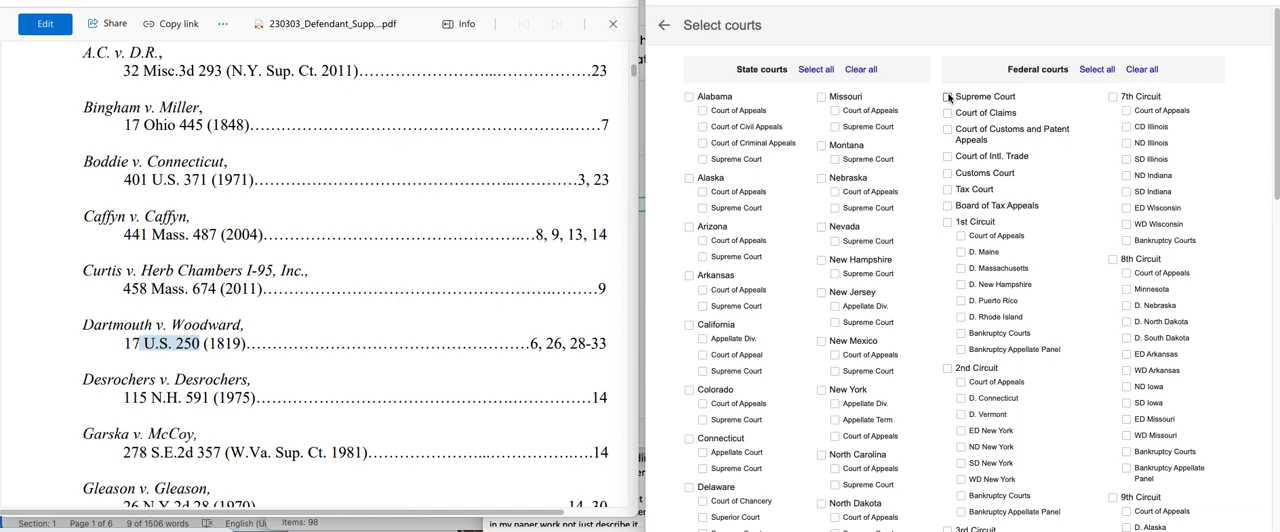 Edit
Share
Copy link
...
230303_Defendant_Supp...pdf
Info
A.C. v. D.R.,
32 Misc.3d 293 (N.Y. Sup. Ct. 2011)……………………...…………………23
Bingham v. Miller,
17 Ohio 445 (1848)……………………………………………………….……7
Boddie v. Connecticut,
401 U.S. 371 (1971)…………………………………………..…………3, 23
Caffyn v. Caffyn,
441 Mass. 487 (2004)………………………………………………...…8, 9, 13, 14
Curtis v. Herb Chambers I-95, Inc.,
458 Mass. 674 (2011)…………………………………………………………9
Dartmouth v. Woodward,
17 U.S. 250 (1819)…………………………………………………6, 26, 28-33
Desrochers v. Desrochers,
115 N.H. 591 (1975)…………………………………………………………14
Garska v. McCoy,
278 S.E.2d 357 (W.Va. Sup. Ct. 1981)…………………..……………………14
Gleason v. Gleason,
26 N.Y.2d 28 (1970)…………………………………………………14, 30
Section: 1
Page 1 of 6
9 of 1506 words
English (U
Items: 98
in my paper work not just describe it
Select courts
State courts
Select all
Clear all
Alabama
Court of Appeals
Court of Civil Appeals
Court of Criminal Appeals
Supreme Court
Alaska
Court of Appeals
Supreme Court
Arizona
Court of Appeals
Supreme Court
Arkansas
Court of Appeals
Supreme Court
California
Appellate Div.
Court of Appeal
Supreme Court
Colorado
Court of Appeals
Supreme Court
Connecticut
Appellate Court
Supreme Court
Delaware
Court of Chancery
Superior Court
Missouri
Court of Appeals
Supreme Court
Montana
Supreme Court
Nebraska
Court of Appeals
Supreme Court
Nevada
Supreme Court
New Hampshire
Supreme Court
New Jersey
Appellate Div.
Supreme Court
New Mexico
Court of Appeals
Supreme Court
New York
Appellate Div.
Appellate Term
Court of Appeals
North Carolina
Court of Appeals
Supreme Court
North Dakota
Court of Appeals
Federal courts
Select all
Clear all
Supreme Court
Court of Claims
Court of Customs and Patent
Appeals
Court of Intl. Trade
Customs Court
Tax Court
Board of Tax Appeals
1st Circuit
Court of Appeals
D. Maine
D. Massachusetts
D. New Hampshire
D. Puerto Rico
D. Rhode Island
Bankruptcy Courts
Bankruptcy Appellate Panel
2nd Circuit
Court of Appeals
D. Connecticut
D. Vermont
ED New York
ND New York
SD New York
WD New York
Bankruptcy Courts
Bankruptcy Appellate Panel
3rd Circuit
7th Circuit
Court of Appeals
CD Illinois
ND Illinois
SD Illinois
ND Indiana
SD Indiana
ED Wisconsin
WD Wisconsin
Bankruptcy Courts
8th Circuit
Court of Appeals
Minnesota
D. Nebraska
D. North Dakota
D. South Dakota
ED Arkansas
WD Arkansas
ND Iowa
SD Iowa
ED Missouri
WD Missouri
Bankruptcy Courts
Bankruptcy Appellate
Panel
9th Circuit
D. Alaska